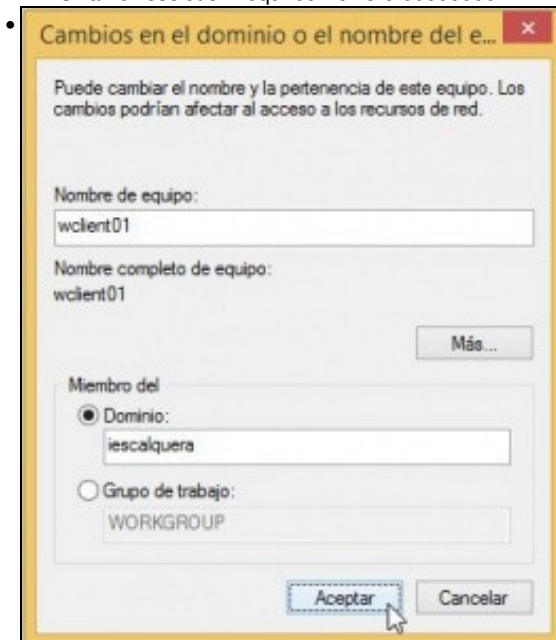 Cambios en el dominio o el nombre del e...
Puede cambiar el nombre y la pertenencia de este equipo. Los
cambios podrían afectar al acceso a los recursos de red.
Nombre de equipo:
wclient01
Nombre completo de equipo:
wclient01
Más...
Miembro del
Dominio:
iescalquera
Grupo de trabajo:
WORKGROUP
Aceptar
Cancelar